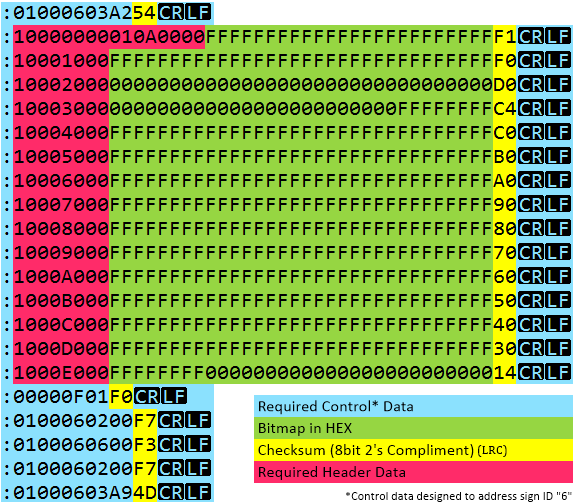 :01000603A254CRLF
:10000000010A0000FFFFFFFFFFFFFFFFFFFFFFFFF1CRLF
:10001000FFFFFFFFFFFFFFFFFFFFFFFFFFFFFFFFF0CRLF
:1000200000000000000000000000000000000000D0CRLF
:10003000000000000000000000000000FFFFFFFFC4CRLF
:10004000FFFFFFFFFFFFFFFFFFFFFFFFFFFFFFFFC0CRLF
:10005000FFFFFFFFFFFFFFFFFFFFFFFFFFFFFFFFB0CRLF
:10006000FFFFFFFFFFFFFFFFFFFFFFFFFFFFFFFFA0CRLF
:10007000FFFFFFFFFFFFFFFFFFFFFFFFFFFFFFFF90CRLF
:10008000FFFFFFFFFFFFFFFFFFFFFFFFFFFFFFFF80CRLF
:10009000FFFFFFFFFFFFFFFFFFFFFFFFFFFFFFFF70CRLF
:1000A000FFFFFFFFFFFFFFFFFFFFFFFFFFFFFFFF60CRLF
:1000B000FFFFFFFFFFFFFFFFFFFFFFFFFFFFFFFF50CRLF
:1000C000FFFFFFFFFFFFFFFFFFFFFFFFFFFFFFFF40CRLF
:1000D000FFFFFFFFFFFFFFFFFFFFFFFFFFFFFFFF30CRLF
:1000E000FFFFFFFF00000000000000000000000014CRLF
:00000F01F0CRLF
:0100060200F7CRLF
:0100060600F3CRLF
:0100060200F7CRLF
:01000603A94DCRLF
Required Control* Data
Bitmap in HEX
Checksum (8bit 2's Compliment) (LRC)
Required Header Data
*Control data designed to address sign ID "6"